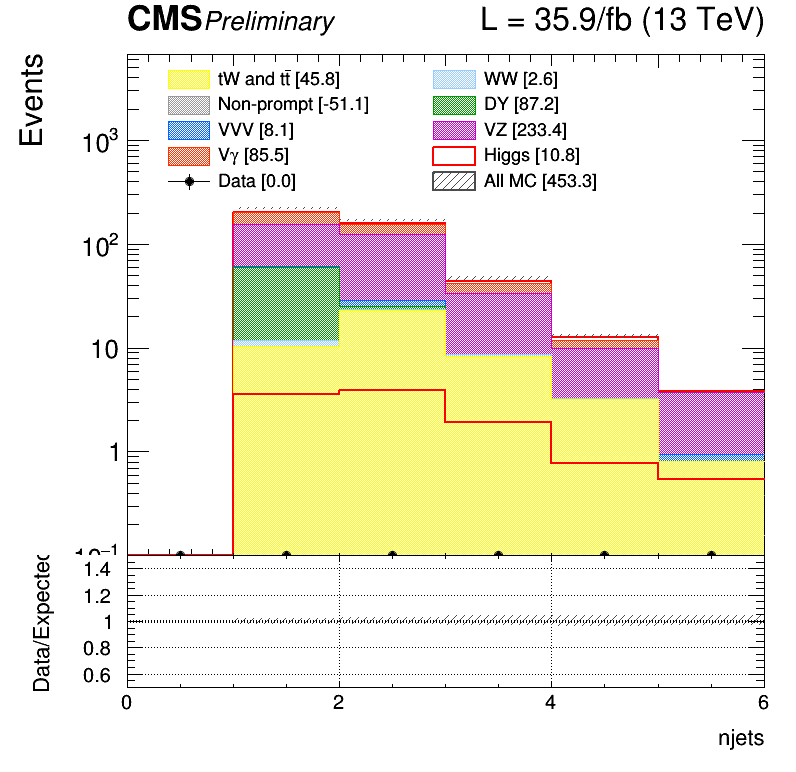 CMS Preliminary L = 35.9/fb (13 TeV)
Events
tW and tt̄ [45.8] WW [2.6]
Non-prompt [-51.1] DY [87.2]
VVV [8.1] VZ [233.4]
Vγ [85.5] Higgs [10.8]
Data [0.0] All MC [453.3]
10³
10²
10
1
10⁻¹
Data/Expected
1.4
1.2
1
0.8
0.6
0 2 4 6
njets